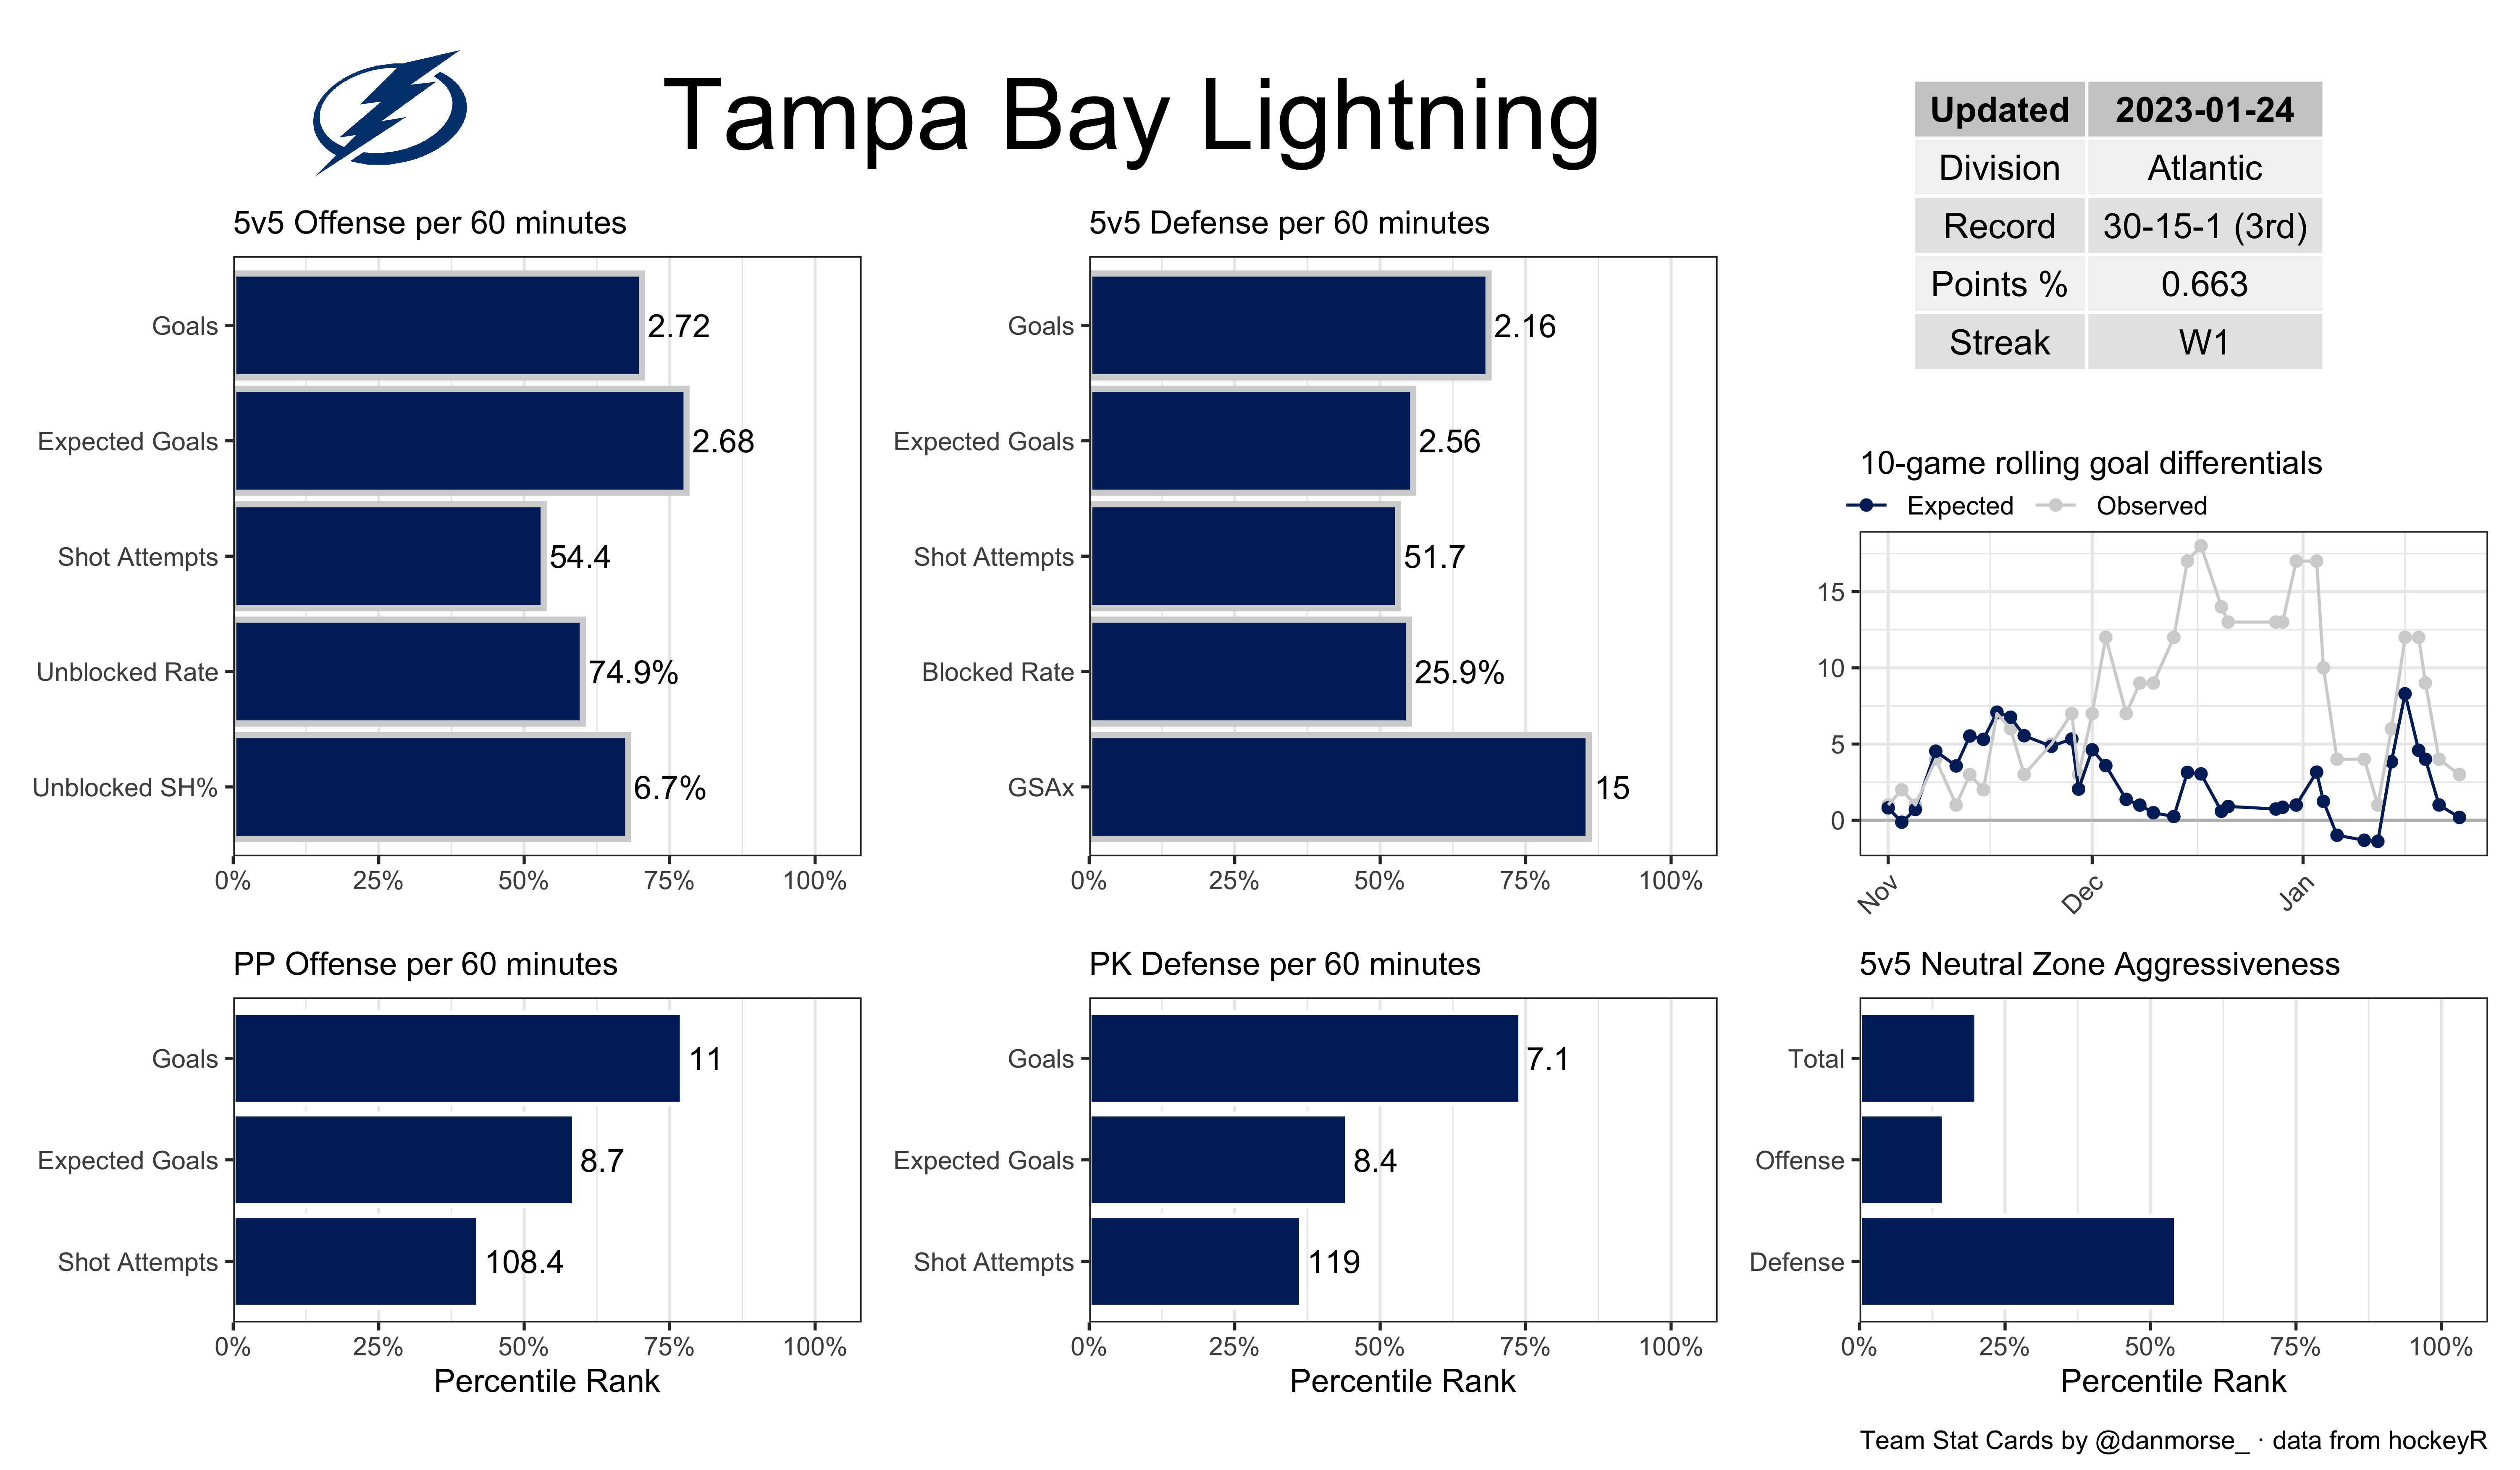 Tampa Bay Lightning
Updated 2023-01-24
Division Atlantic
Record 30-15-1 (3rd)
Points % 0.663
Streak W1
5v5 Offense per 60 minutes
Goals 2.72
Expected Goals 2.68
Shot Attempts 54.4
Unblocked Rate 74.9%
Unblocked SH% 6.7%
0% 25% 50% 75% 100%
5v5 Defense per 60 minutes
Goals 2.16
Expected Goals 2.56
Shot Attempts 51.7
Blocked Rate 25.9%
GSAx 15
0% 25% 50% 75% 100%
10-game rolling goal differentials
Expected Observed
15
10
5
0
Nov Dec Jan
PP Offense per 60 minutes
Goals 11
Expected Goals 8.7
Shot Attempts 108.4
0% 25% 50% 75% 100%
Percentile Rank
PK Defense per 60 minutes
Goals 7.1
Expected Goals 8.4
Shot Attempts 119
0% 25% 50% 75% 100%
Percentile Rank
5v5 Neutral Zone Aggressiveness
Total
Offense
Defense
0% 25% 50% 75% 100%
Percentile Rank
Team Stat Cards by @danmorse_ · data from hockeyR